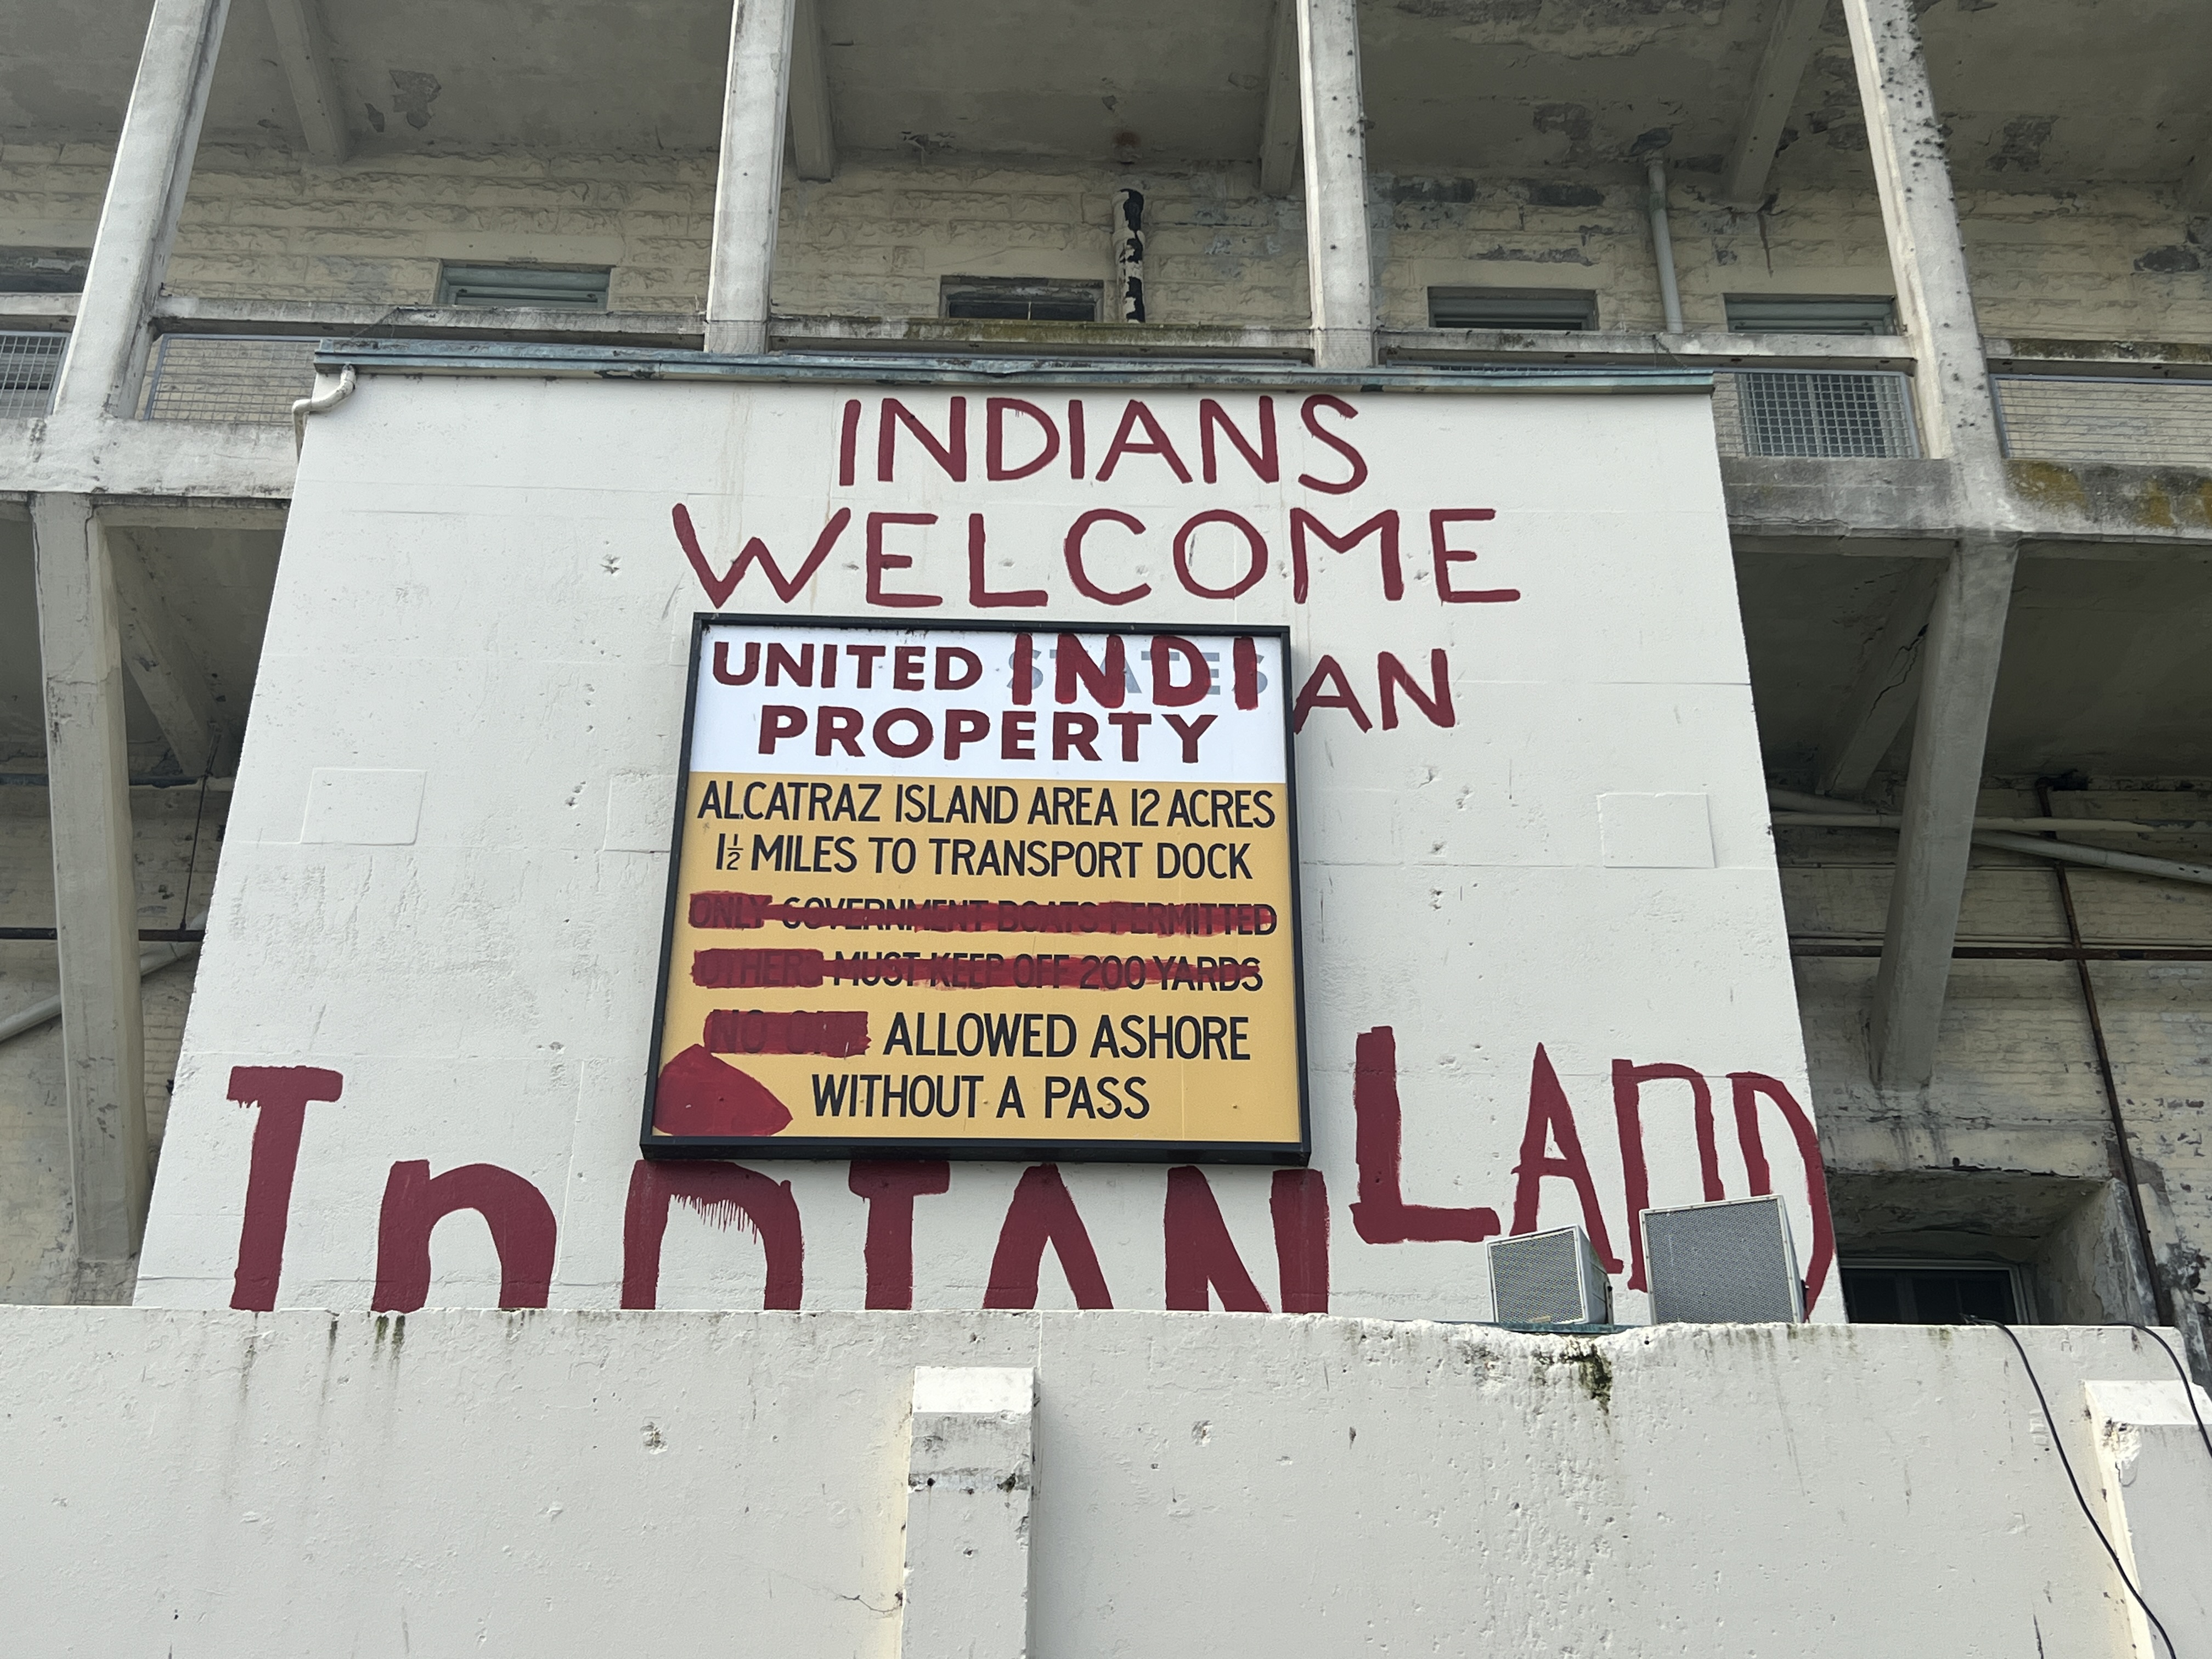 INDIANS
WELCOME
UNITED INDIAN
PROPERTY
ALCATRAZ ISLAND AREA 12 ACRES
1½ MILES TO TRANSPORT DOCK
ONLY GOVERNMENT BOATS PERMITTED
OTHERS MUST KEEP OFF 200 YARDS
NO ONE ALLOWED ASHORE
WITHOUT A PASS
INDIAN LAND